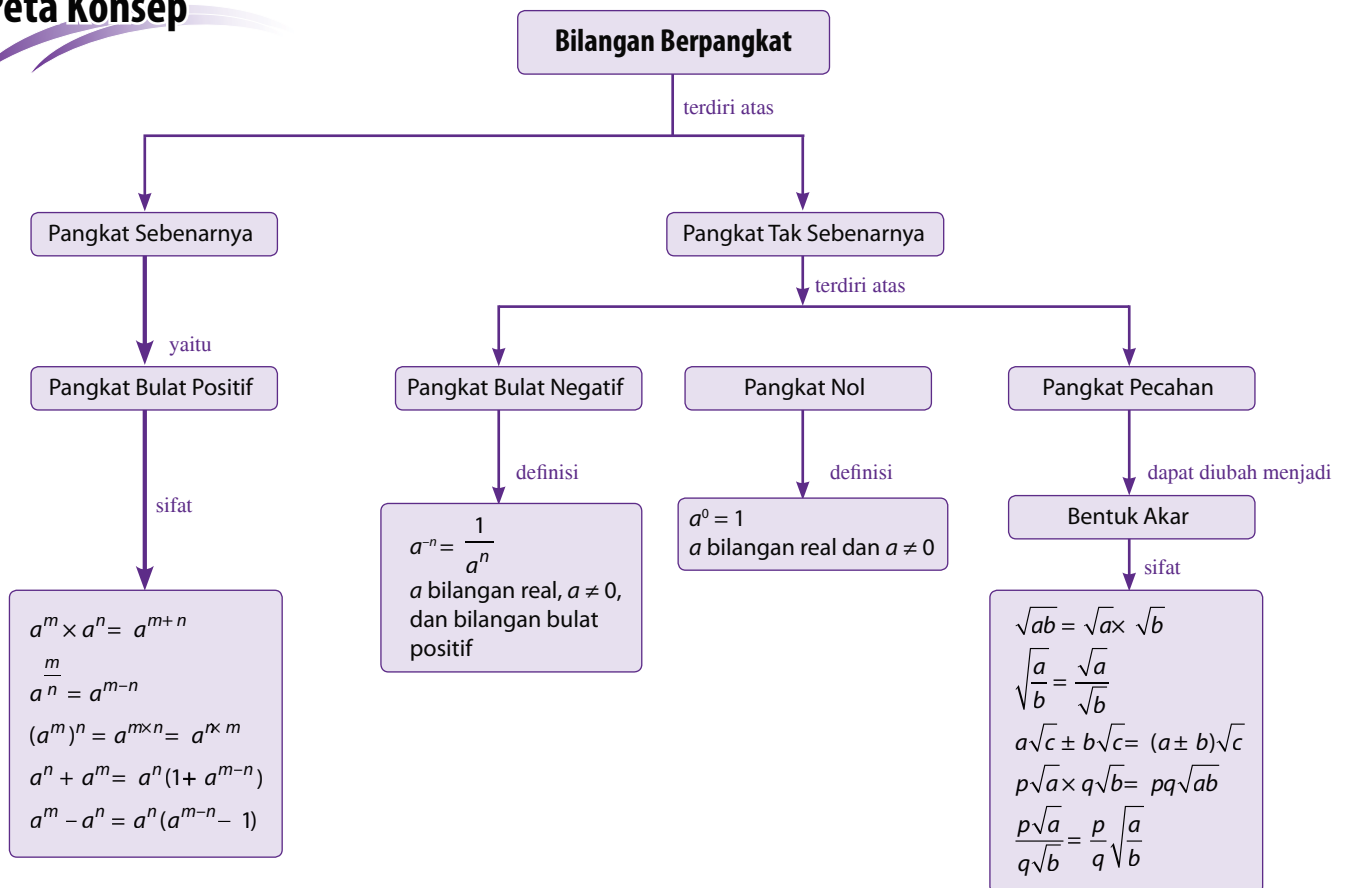 Peta Konsep
Bilangan Berpangkat
terdiri atas
Pangkat Sebenarnya
Pangkat Tak Sebenarnya
terdiri atas
yaitu
Pangkat Bulat Positif
Pangkat Bulat Negatif
Pangkat Nol
Pangkat Pecahan
sifat
definisi
definisi
dapat diubah menjadi
a⁻ⁿ = 1/aⁿ
a bilangan real, a ≠ 0,
dan bilangan bulat
positif
a⁰ = 1
a bilangan real dan a ≠ 0
Bentuk Akar
sifat
a^m × a^n = a^(m+n)
a^(m/n) = a^(m–n)
(a^m)^n = a^(m×n) = a^(n×m)
a^n + a^m = a^n(1+ a^(m–n))
a^m – a^n = a^n(a^(m–n) – 1)
√(ab) = √a × √b
√(a/b) = √a/√b
a√c ± b√c = (a ± b)√c
p√a × q√b = pq√(ab)
p√a/q√b = p/q √(a/b)